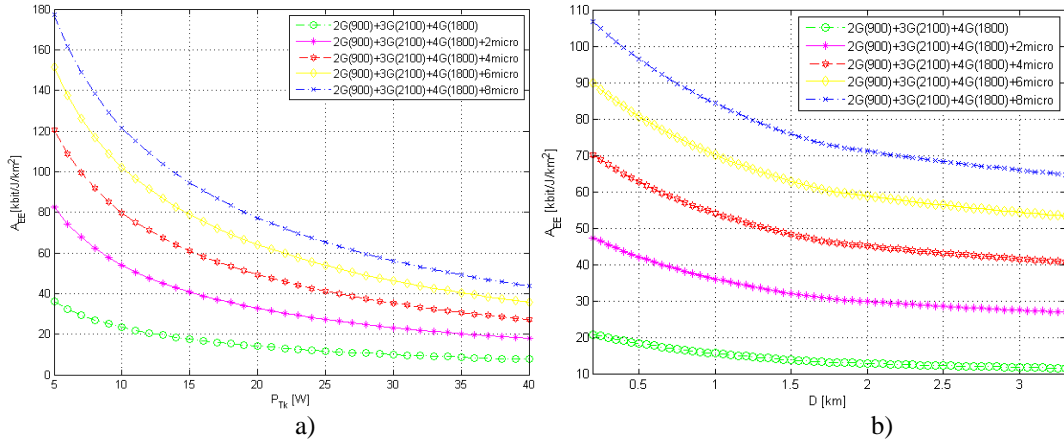 180
160
140
120
100
80
60
40
20
0
A_EE[kbit/J/km²]
2G(900)+3G(2100)+4G(1800)
2G(900)+3G(2100)+4G(1800)+2micro
2G(900)+3G(2100)+4G(1800)+4micro
2G(900)+3G(2100)+4G(1800)+6micro
2G(900)+3G(2100)+4G(1800)+8micro
5 10 15 20 25 30 35 40
P_Tk [W]
a)
110
100
90
80
70
60
50
40
30
20
10
A_EE [kbit/J/km²]
2G(900)+3G(2100)+4G(1800)
2G(900)+3G(2100)+4G(1800)+2micro
2G(900)+3G(2100)+4G(1800)+4micro
2G(900)+3G(2100)+4G(1800)+6micro
2G(900)+3G(2100)+4G(1800)+8micro
0.5 1 1.5 2 2.5 3
D [km]
b)